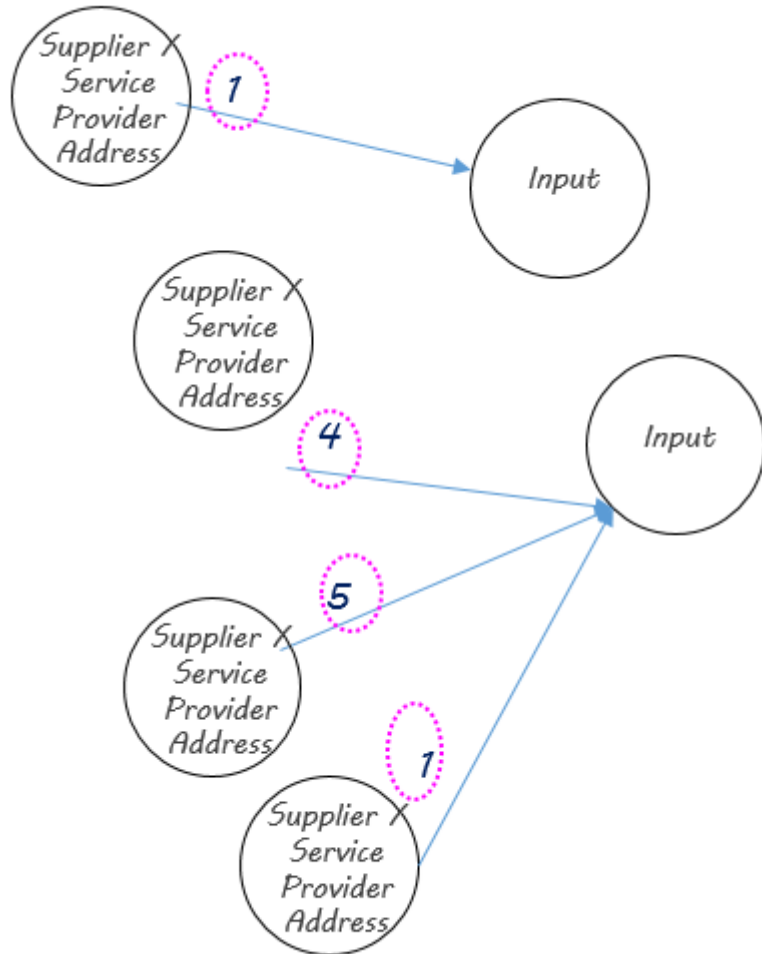 Supplier /
Service
Provider
Address
1
Input
Supplier /
Service
Provider
Address
4
Input
5
Supplier /
Service
Provider
Address
1
Supplier /
Service
Provider
Address